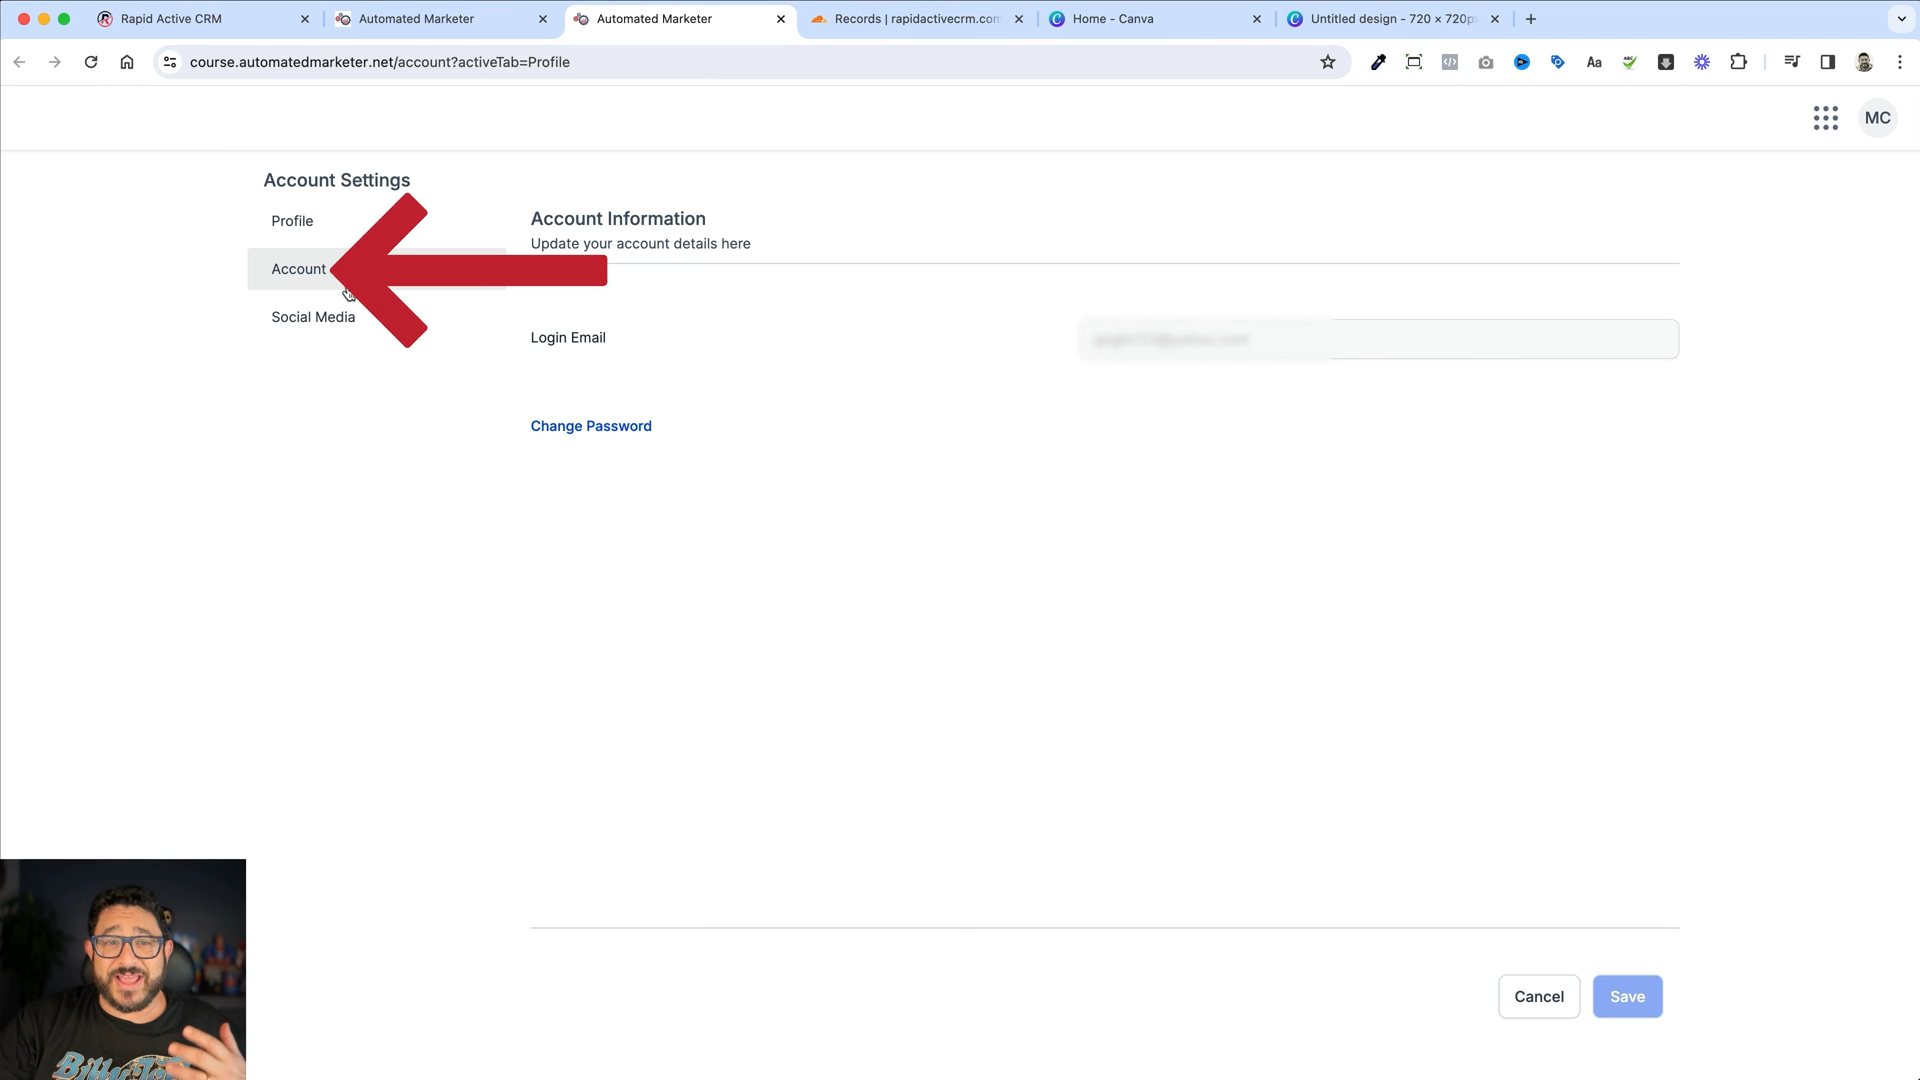 Rapid Active CRM
Automated Marketer
Automated Marketer
Records | rapidactivecrm.com
Home - Canva
Untitled design - 720 × 720p
course.automatedmarketer.net/account?activeTab=Profile
Aa
MC
Account Settings
Profile
Account
Social Media
Account Information
Update your account details here
Login Email
Change Password
Cancel
Save